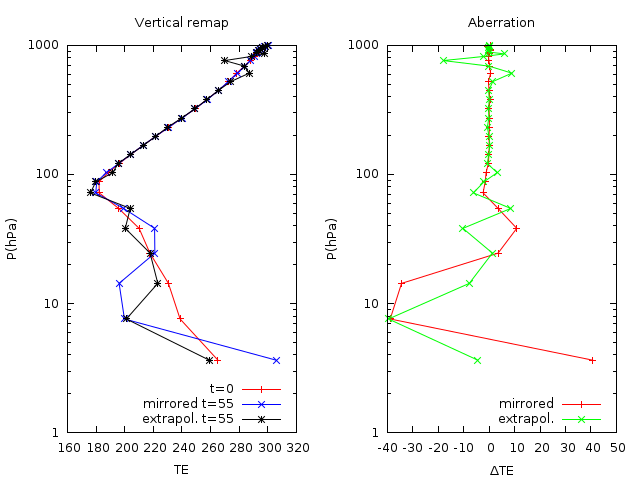 Vertical remap
1000
100
10
1
P(hPa)
t=0
mirrored t=55
extrapol. t=55
160 180 200 220 240 260 280 300 320
TE
Aberration
1000
100
10
1
P(hPa)
mirrored
extrapol.
-40 -30 -20 -10 0 10 20 30 40 50
ΔTE